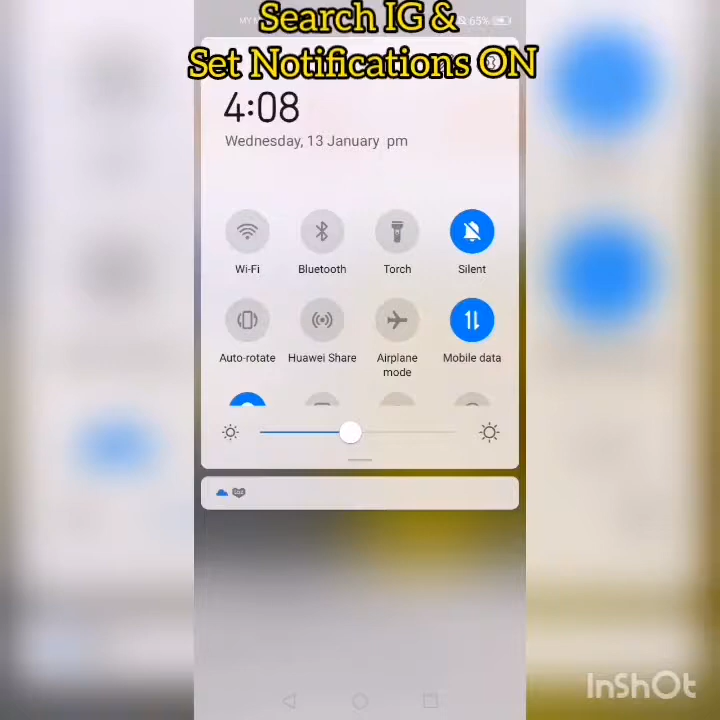 Search IG &
Set Notifications ON
65%
4:08
Wednesday, 13 January pm
Wi-Fi
Bluetooth
Torch
Silent
Auto-rotate
Huawei Share
Airplane mode
Mobile data
InShOt